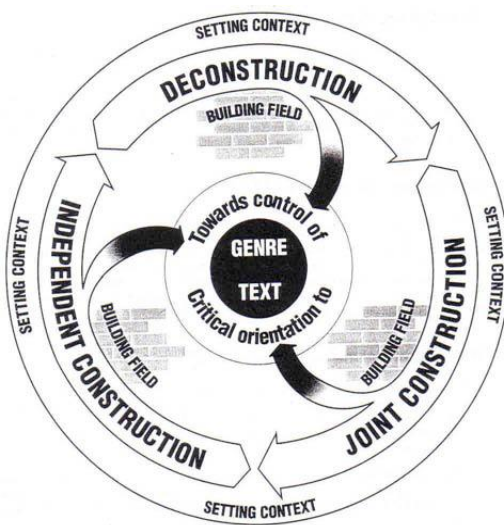 SETTING CONTEXT
DECONSTRUCTION
BUILDING FIELD
Towards control of
GENRE
TEXT
Critical orientation to
SETTING CONTEXT
INDEPENDENT CONSTRUCTION
BUILDING FIELD
SETTING CONTEXT
JOINT CONSTRUCTION
BUILDING FIELD
SETTING CONTEXT